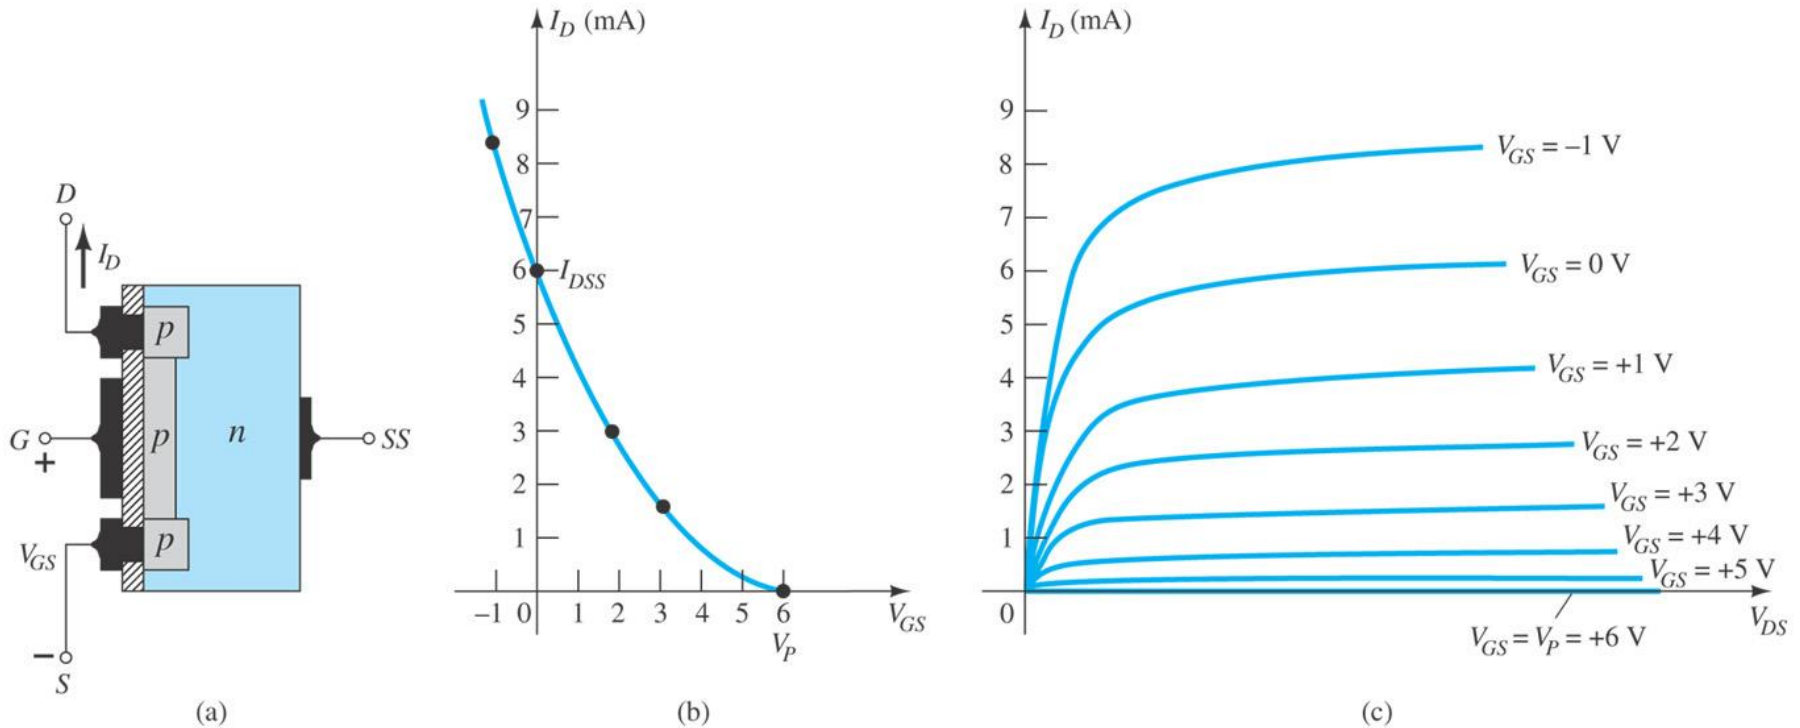 D
I_D
p
G
+
p
n
SS
p
V_GS
−
S
(a)
I_D (mA)
9
8
7
6
I_DSS
5
4
3
2
1
–1 0 1 2 3 4 5 6
V_GS
V_P
(b)
I_D (mA)
9
8
7
6
5
4
3
2
1
0
V_GS = –1 V
V_GS = 0 V
V_GS = +1 V
V_GS = +2 V
V_GS = +3 V
V_GS = +4 V
V_GS = +5 V
V_DS
V_GS = V_P = +6 V
(c)